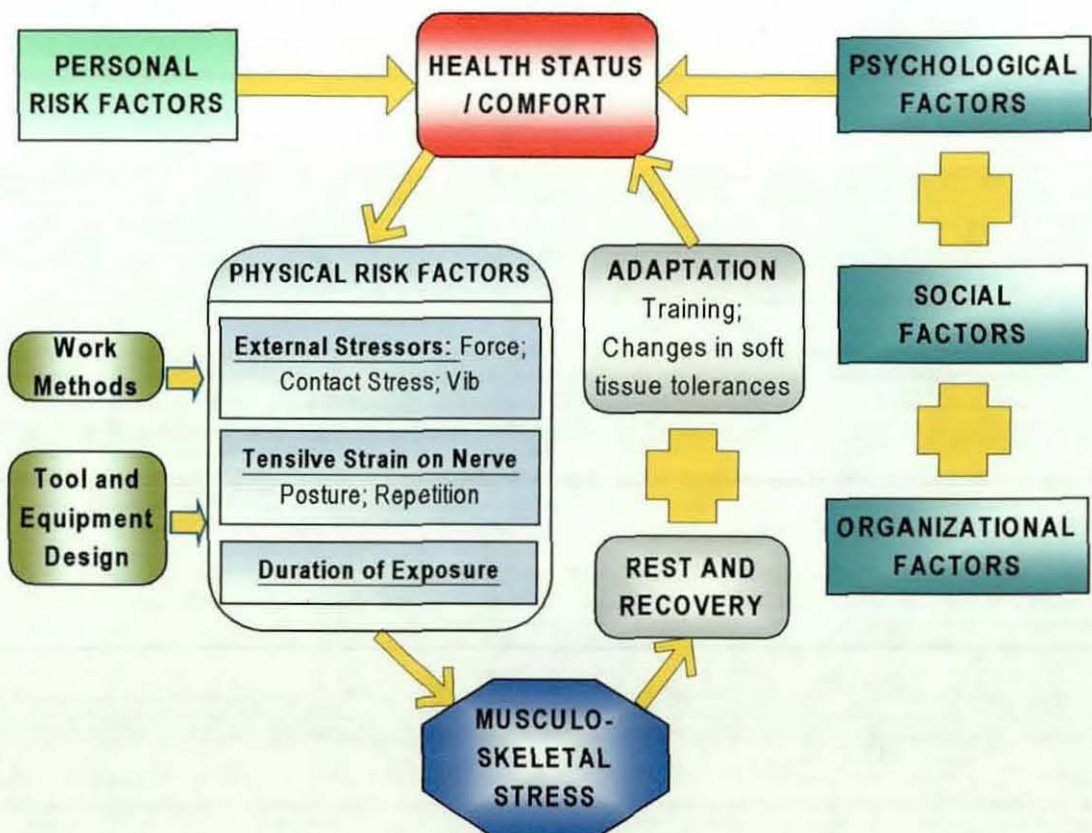 PERSONAL
RISK FACTORS
HEALTH STATUS
/ COMFORT
PSYCHOLOGICAL
FACTORS
PHYSICAL RISK FACTORS
External Stressors: Force;
Contact Stress; Vib
Tensilve Strain on Nerve
Posture; Repetition
Duration of Exposure
Work
Methods
Tool and
Equipment
Design
ADAPTATION
Training;
Changes in soft
tissue tolerances
REST AND
RECOVERY
SOCIAL
FACTORS
ORGANIZATIONAL
FACTORS
MUSCULO-
SKELETAL
STRESS